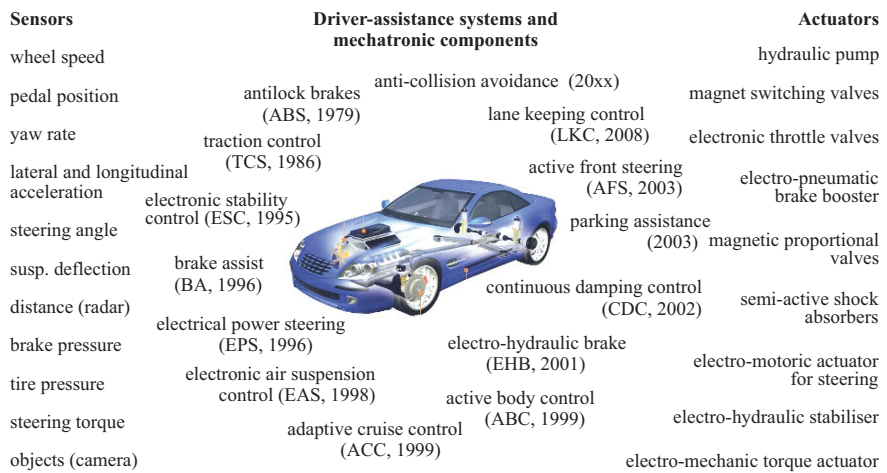 Sensors
wheel speed
pedal position
yaw rate
lateral and longitudinal
acceleration
steering angle
susp. deflection
distance (radar)
brake pressure
tire pressure
steering torque
objects (camera)
Driver-assistance systems and
mechatronic components
anti-collision avoidance (20xx)
antilock brakes
(ABS, 1979)
lane keeping control
(LKC, 2008)
traction control
(TCS, 1986)
active front steering
(AFS, 2003)
electronic stability
control (ESC, 1995)
parking assistance
(2003)
brake assist
(BA, 1996)
continuous damping control
(CDC, 2002)
electrical power steering
(EPS, 1996)
electro-hydraulic brake
(EHB, 2001)
electronic air suspension
control (EAS, 1998)
active body control
(ABC, 1999)
adaptive cruise control
(ACC, 1999)
Actuators
hydraulic pump
magnet switching valves
electronic throttle valves
electro-pneumatic
brake booster
magnetic proportional
valves
semi-active shock
absorbers
electro-motoric actuator
for steering
electro-hydraulic stabiliser
electro-mechanic torque actuator